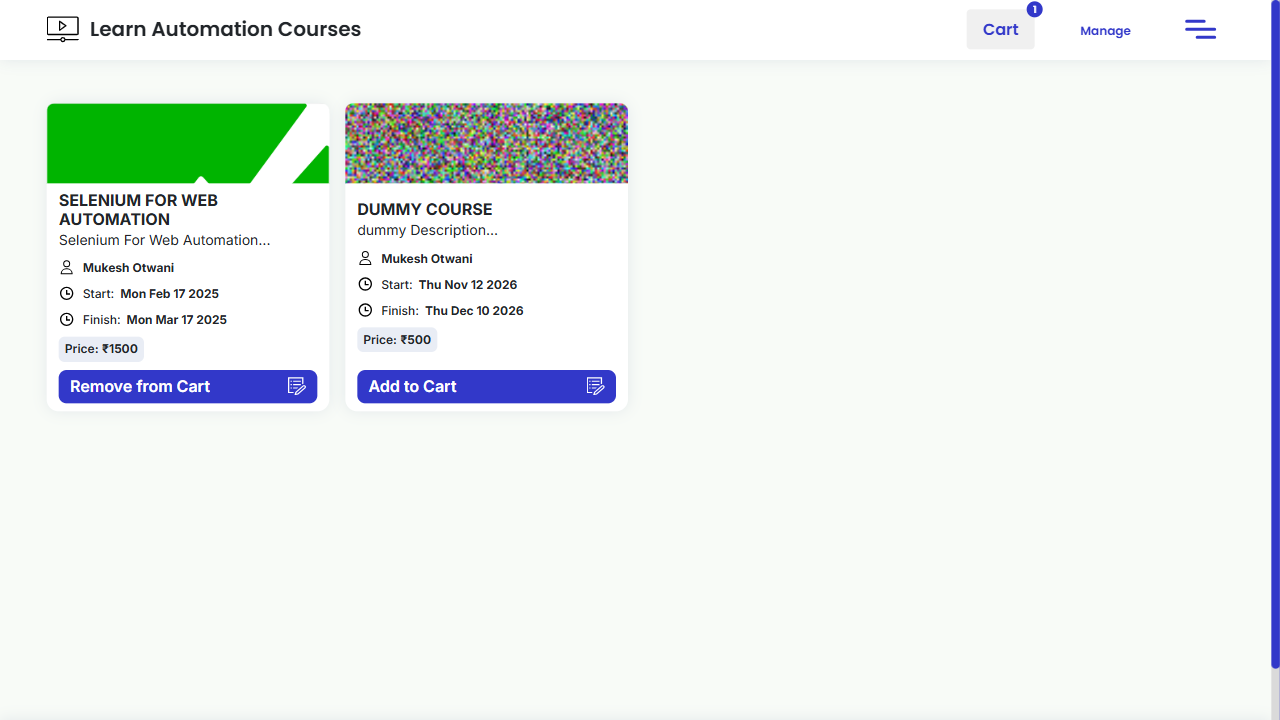 Learn Automation Courses
Cart
1
Manage
SELENIUM FOR WEB
AUTOMATION
Selenium For Web Automation...
Mukesh Otwani
Start: Mon Feb 17 2025
Finish: Mon Mar 17 2025
Price: ₹1500
Remove from Cart
DUMMY COURSE
dummy Description...
Mukesh Otwani
Start: Thu Nov 12 2026
Finish: Thu Dec 10 2026
Price: ₹500
Add to Cart